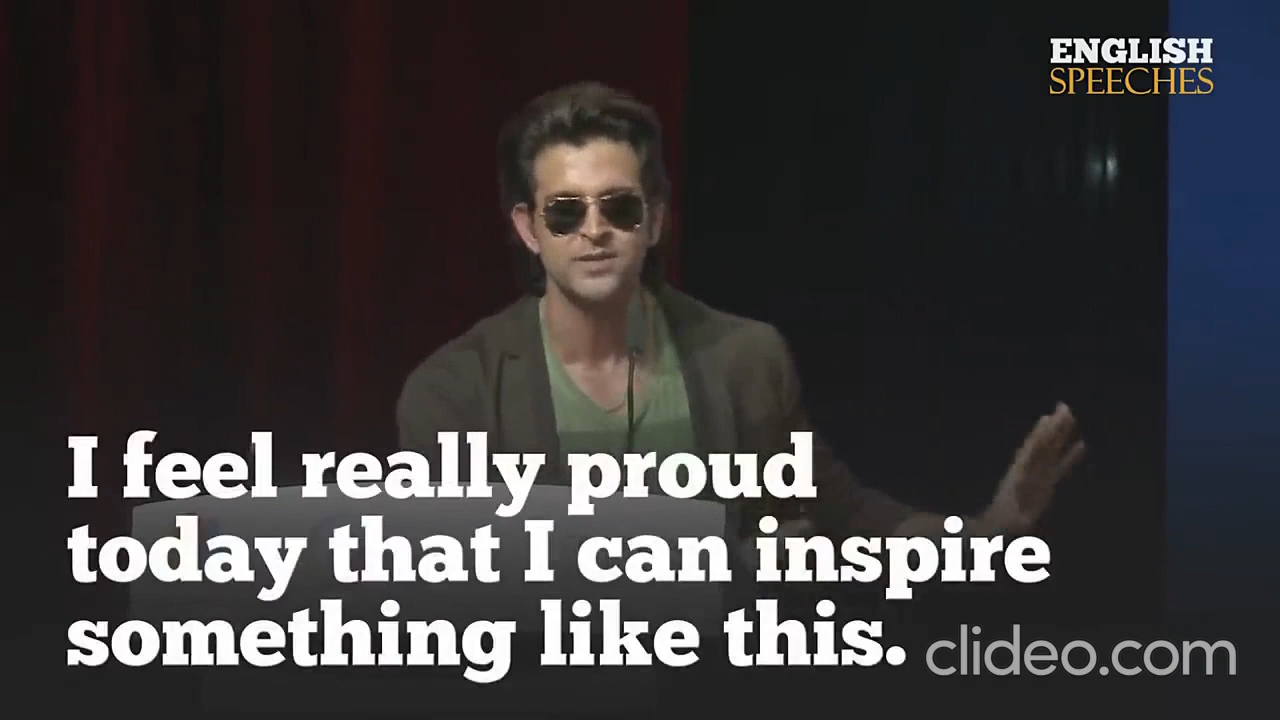 ENGLISH
SPEECHES
I feel really proud
today that I can inspire
something like this.
clideo.com